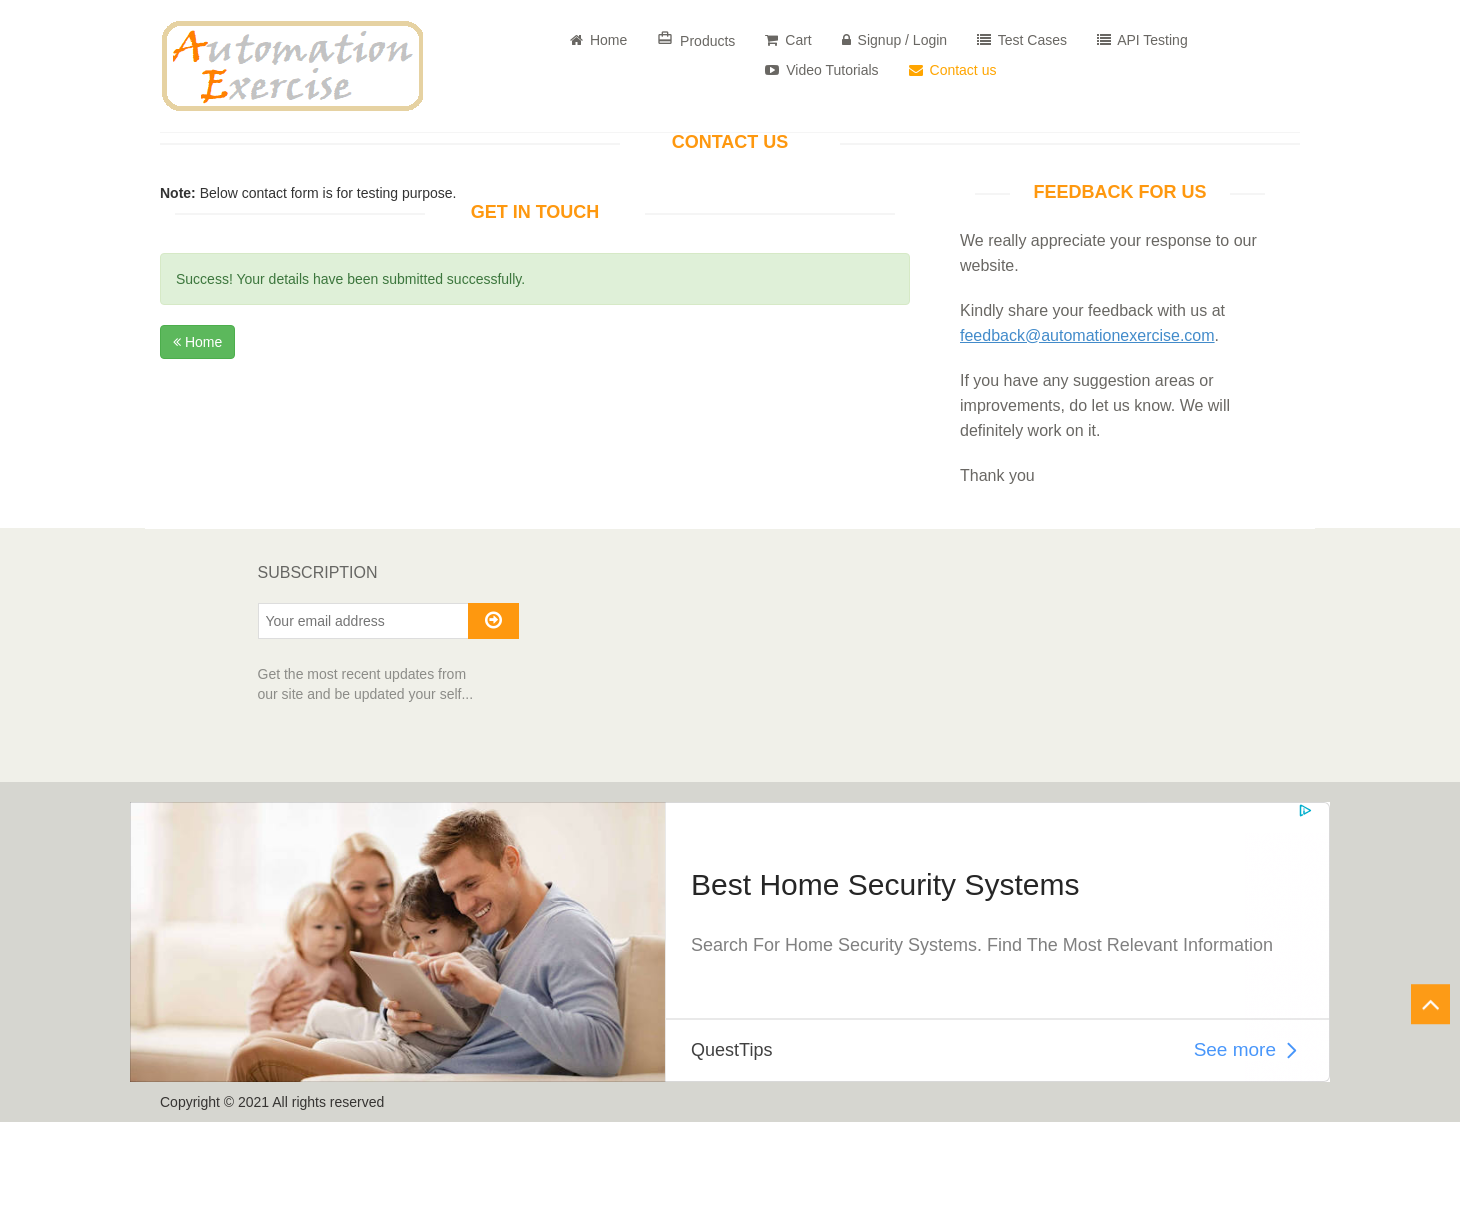 Automation
Exercise
Home
Products
Cart
Signup / Login
Test Cases
API Testing
Video Tutorials
Contact us
CONTACT US
Note: Below contact form is for testing purpose.
GET IN TOUCH
Success! Your details have been submitted successfully.
Home
FEEDBACK FOR US
We really appreciate your response to our
website.
Kindly share your feedback with us at
feedback@automationexercise.com.
If you have any suggestion areas or
improvements, do let us know. We will
definitely work on it.
Thank you
SUBSCRIPTION
Your email address
Get the most recent updates from
our site and be updated your self...
Best Home Security Systems
Search For Home Security Systems. Find The Most Relevant Information
QuestTips
See more
Copyright © 2021 All rights reserved